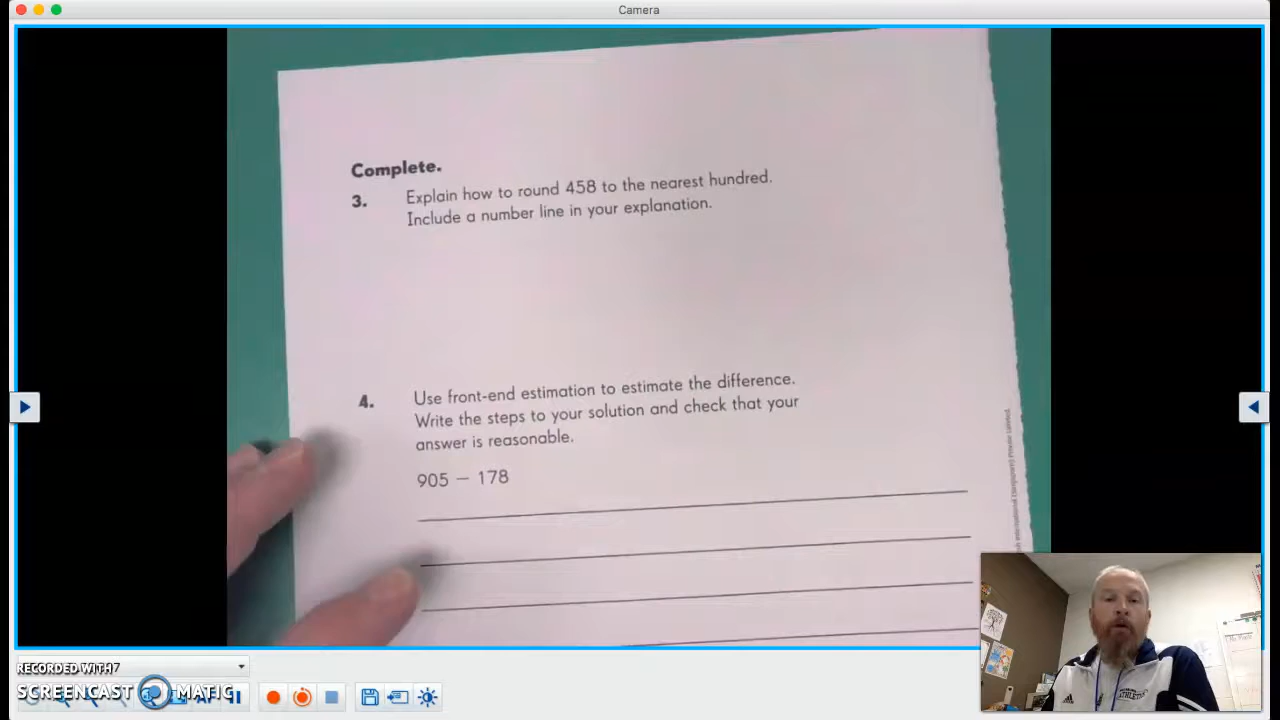 Camera
Complete.
3. Explain how to round 458 to the nearest hundred.
Include a number line in your explanation.
4. Use front-end estimation to estimate the difference.
Write the steps to your solution and check that your
answer is reasonable.
905 – 178
RECORDED WITH
SCREENCAST MATIC